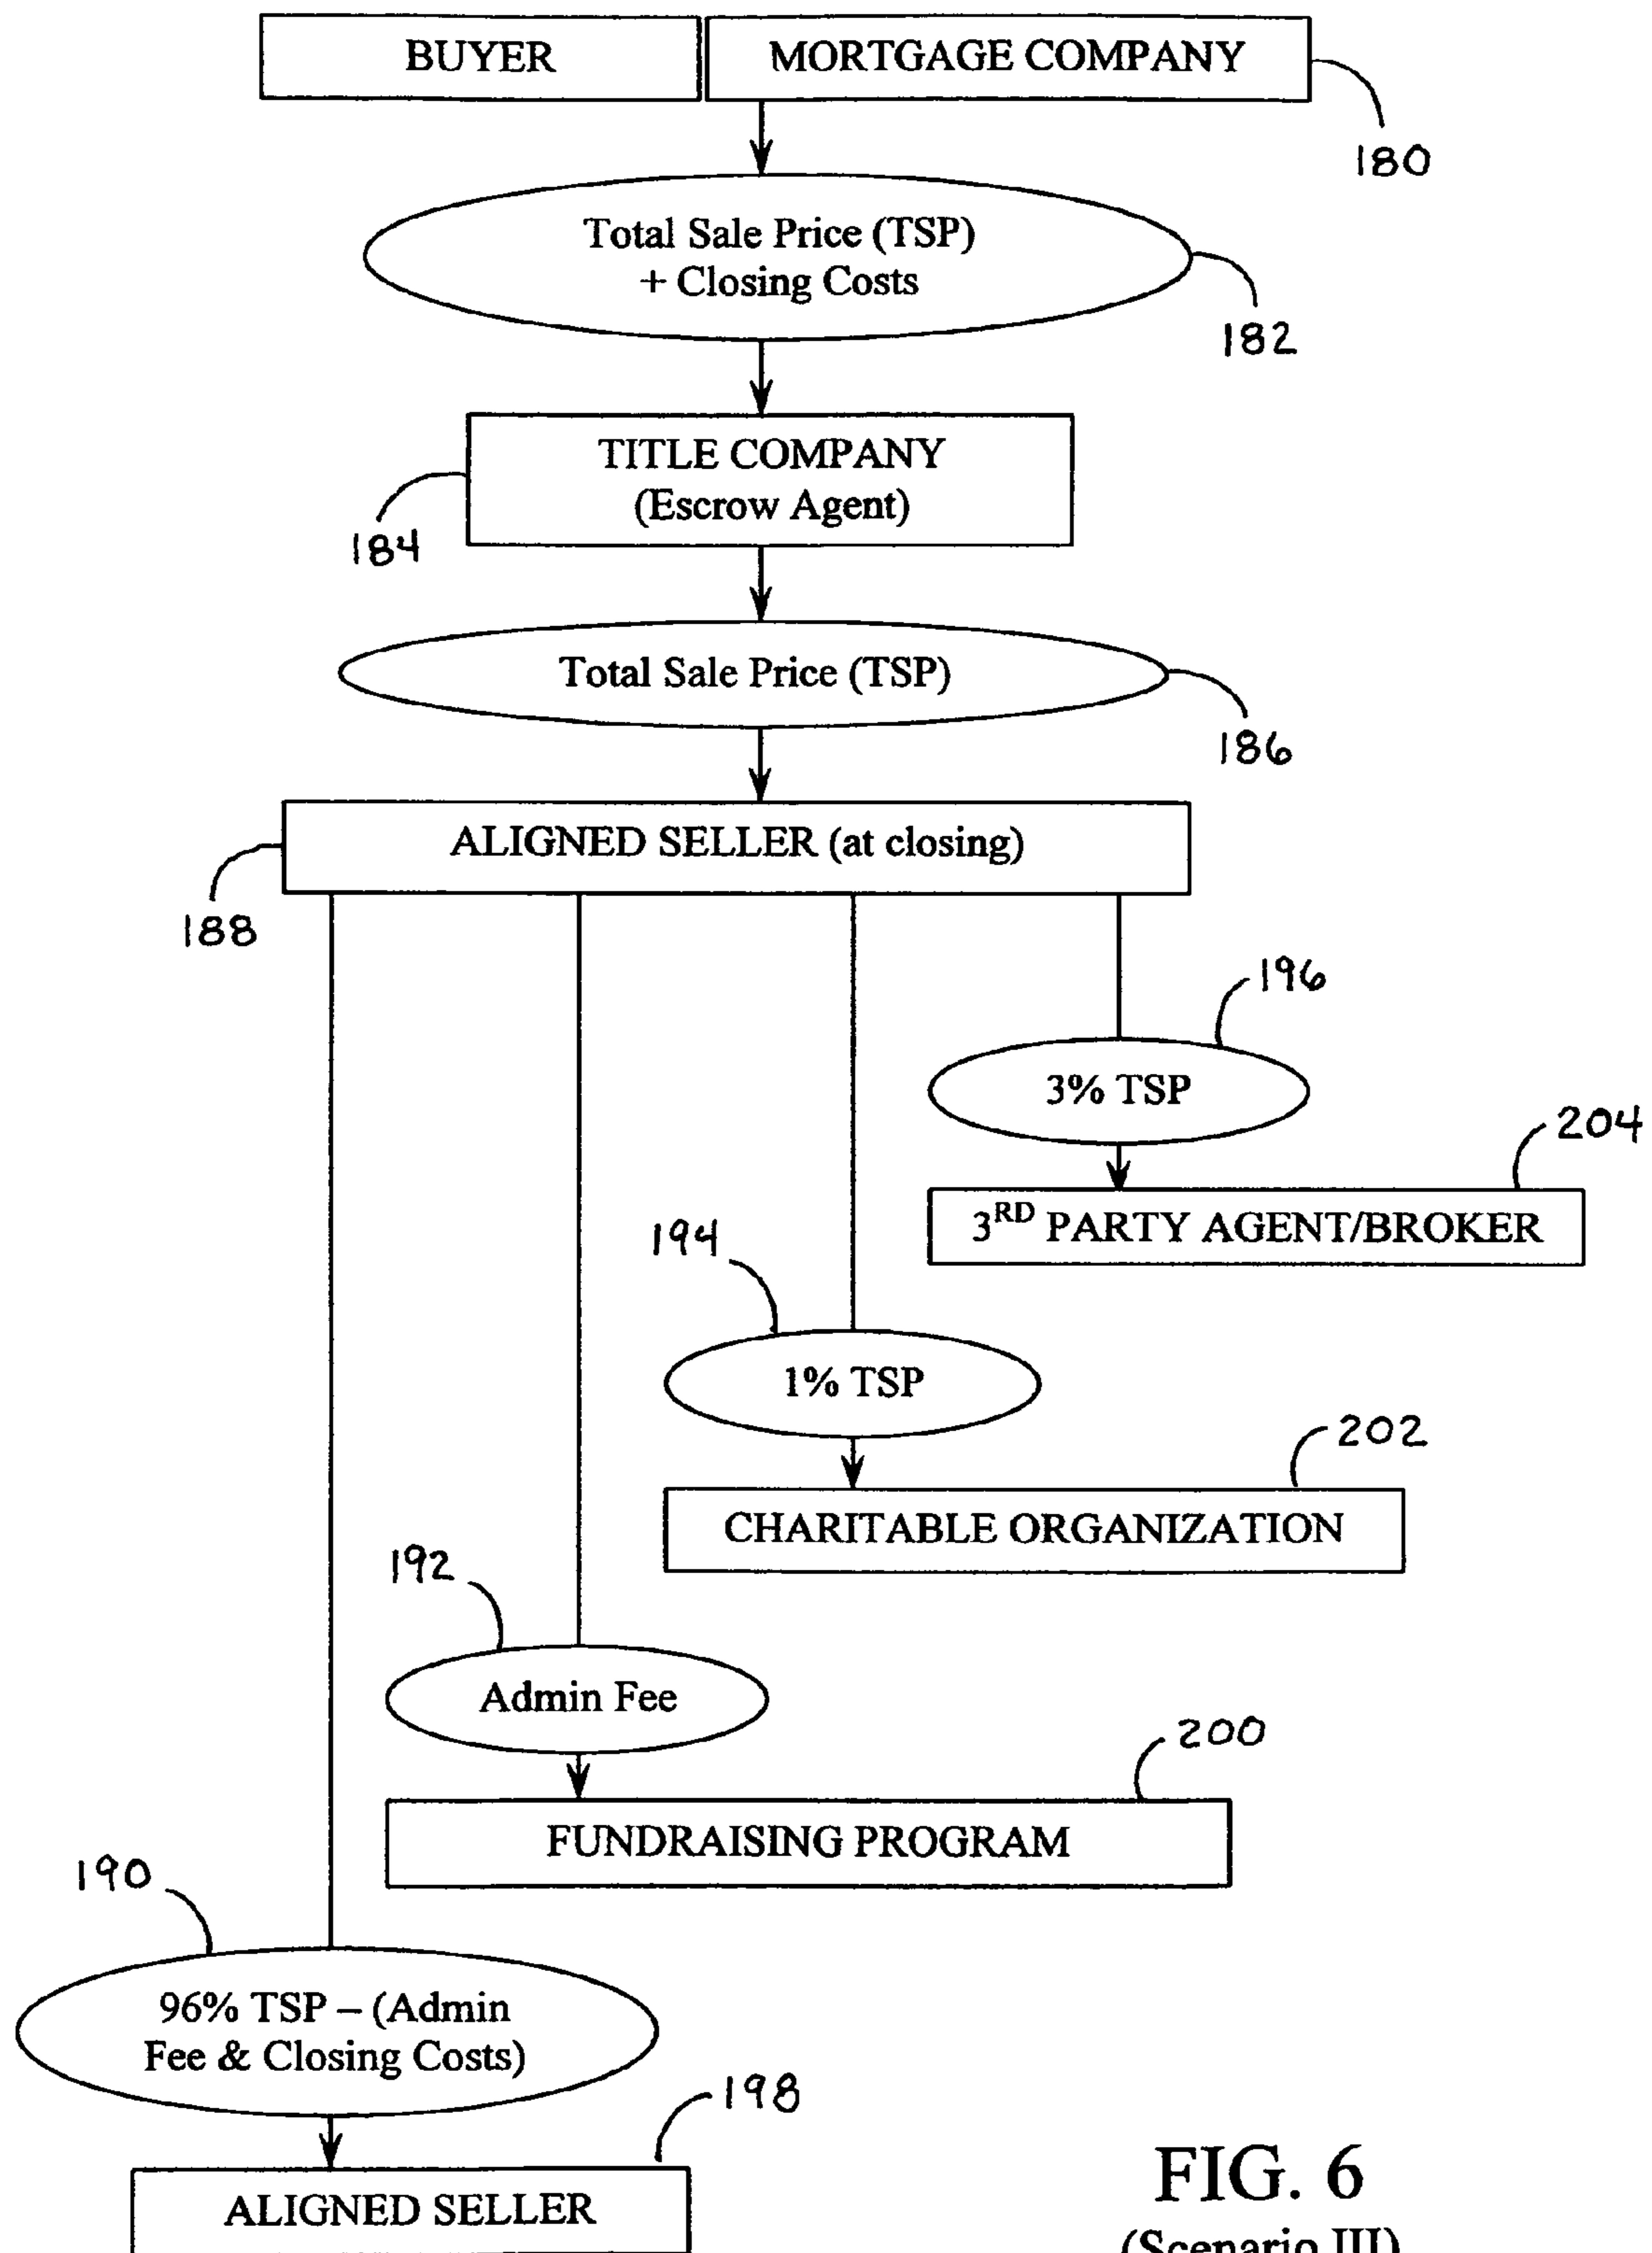 BUYER
MORTGAGE COMPANY
180
Total Sale Price (TSP)
+ Closing Costs
182
TITLE COMPANY
(Escrow Agent)
184
Total Sale Price (TSP)
186
ALIGNED SELLER (at closing)
188
196
3% TSP
204
3RD PARTY AGENT/BROKER
194
1% TSP
202
CHARITABLE ORGANIZATION
192
Admin Fee
200
FUNDRAISING PROGRAM
190
96% TSP – (Admin
Fee & Closing Costs)
198
ALIGNED SELLER
FIG. 6
(Scenario III)